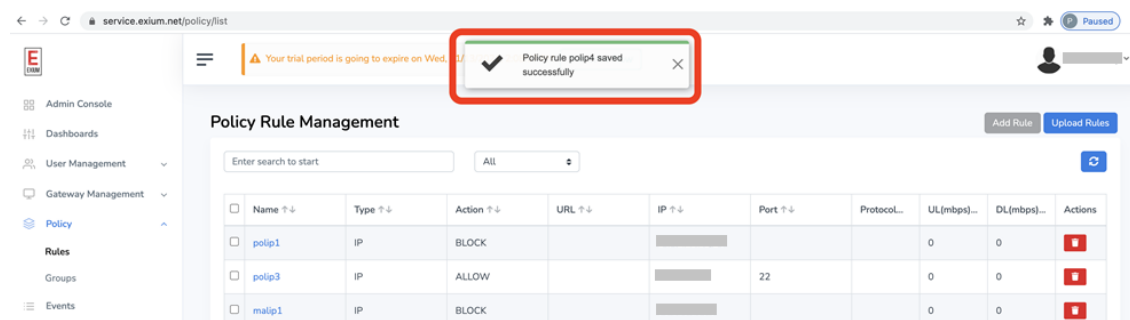 service.exium.net/policy/list
P Paused
E
EXIUM
Your trial period is going to expire on Wed,
Policy rule polip4 saved
successfully
Admin Console
Dashboards
User Management
Gateway Management
Policy
Rules
Groups
Events
Policy Rule Management
Add Rule Upload Rules
Enter search to start All
Name Type Action URL IP Port Protocol... UL(mbps)... DL(mbps)... Actions
polip1 IP BLOCK 0 0
polip3 IP ALLOW 22 0 0
malip1 IP BLOCK 0 0